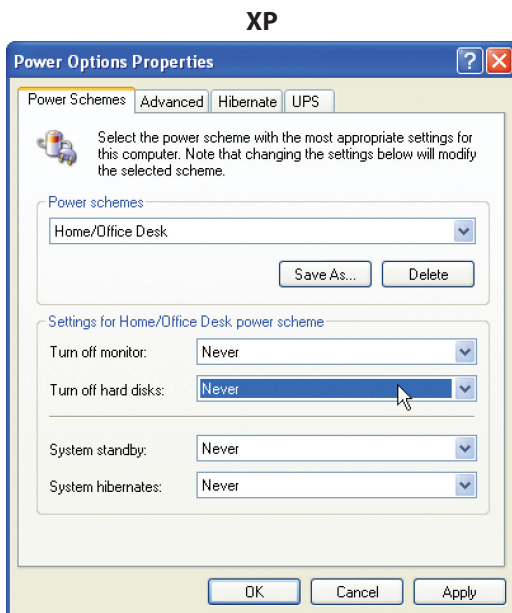 XP
Power Options Properties
Power Schemes Advanced Hibernate UPS
Select the power scheme with the most appropriate settings for
this computer. Note that changing the settings below will modify
the selected scheme.
Power schemes
Home/Office Desk
Save As... Delete
Settings for Home/Office Desk power scheme
Turn off monitor: Never
Turn off hard disks: Never
System standby: Never
System hibernates: Never
OK Cancel Apply